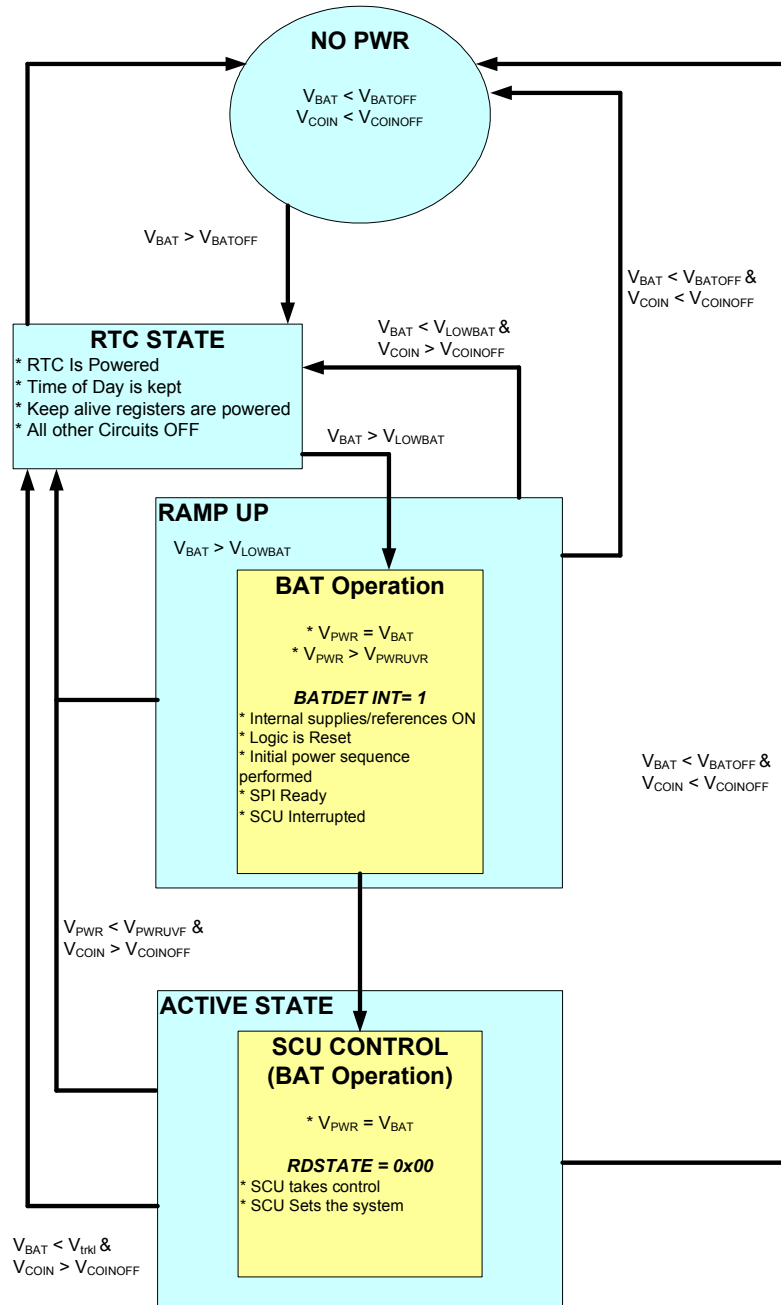 NO PWR
VBAT < VBATOFF
VCOIN < VCOINOFF
VBAT > VBATOFF
VBAT < VBATOFF &
VCOIN < VCOINOFF
RTC STATE
* RTC Is Powered
* Time of Day is kept
* Keep alive registers are powered
* All other Circuits OFF
VBAT < VLOWBAT &
VCOIN > VCOINOFF
VBAT > VLOWBAT
RAMP UP
VBAT > VLOWBAT
BAT Operation
* VPWR = VBAT
* VPWR > VPWRUVR
BATDET INT= 1
* Internal supplies/references ON
* Logic is Reset
* Initial power sequence
performed
* SPI Ready
* SCU Interrupted
VBAT < VBATOFF &
VCOIN < VCOINOFF
VPWR < VPWRUVF &
VCOIN > VCOINOFF
ACTIVE STATE
SCU CONTROL
(BAT Operation)
* VPWR = VBAT
RDSTATE = 0x00
* SCU takes control
* SCU Sets the system
VBAT < Vtrkl &
VCOIN > VCOINOFF